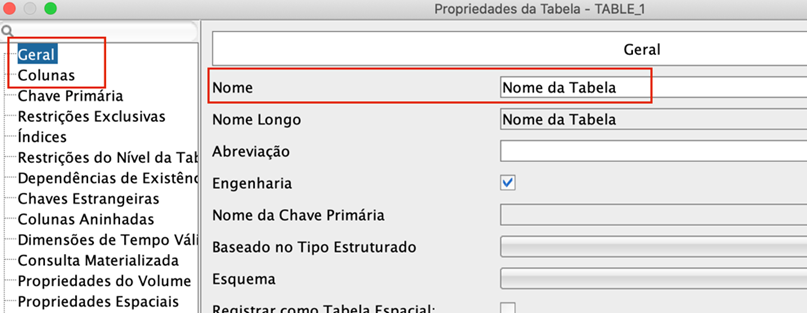 Propriedades da Tabela - TABLE_1
Geral
Colunas
Chave Primária
Restrições Exclusivas
Índices
Restrições do Nível da Tab
Dependências de Existênc
Chaves Estrangeiras
Colunas Aninhadas
Dimensões de Tempo Váli
Consulta Materializada
Propriedades do Volume
Propriedades Espaciais
Geral
Nome Nome da Tabela
Nome Longo Nome da Tabela
Abreviação
Engenharia
Nome da Chave Primária
Baseado no Tipo Estruturado
Esquema
Registrar como Tabela Espacial: